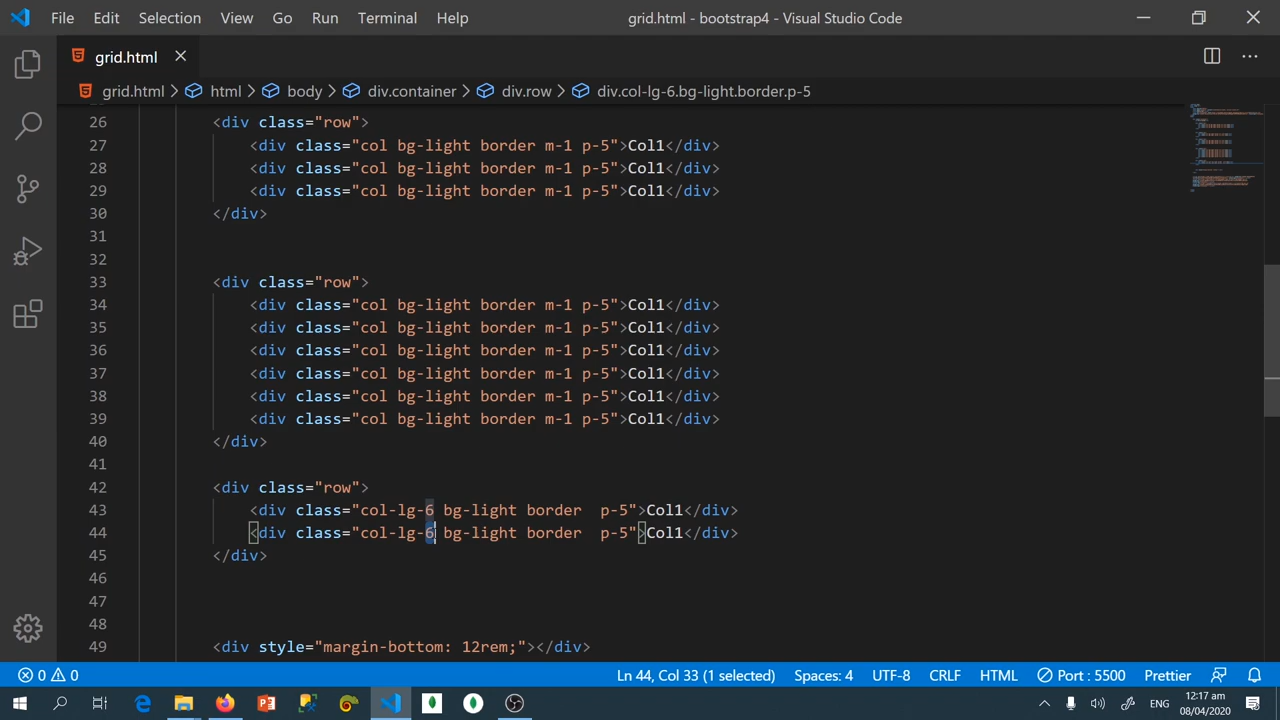 File Edit Selection View Go Run Terminal Help grid.html - bootstrap4 - Visual Studio Code
grid.html
grid.html > html > body > div.container > div.row > div.col-lg-6.bg-light.border.p-5
26 <div class="row">
27 <div class="col bg-light border m-1 p-5">Col1</div>
28 <div class="col bg-light border m-1 p-5">Col1</div>
29 <div class="col bg-light border m-1 p-5">Col1</div>
30 </div>
31
32
33 <div class="row">
34 <div class="col bg-light border m-1 p-5">Col1</div>
35 <div class="col bg-light border m-1 p-5">Col1</div>
36 <div class="col bg-light border m-1 p-5">Col1</div>
37 <div class="col bg-light border m-1 p-5">Col1</div>
38 <div class="col bg-light border m-1 p-5">Col1</div>
39 <div class="col bg-light border m-1 p-5">Col1</div>
40 </div>
41
42 <div class="row">
43 <div class="col-lg-6 bg-light border  p-5">Col1</div>
44 <div class="col-lg-6 bg-light border  p-5">Col1</div>
45 </div>
46
47
48
49 <div style="margin-bottom: 12rem;"></div>
0 0 Ln 44, Col 33 (1 selected) Spaces: 4 UTF-8 CRLF HTML Port : 5500 Prettier
ENG 12:17 am
08/04/2020